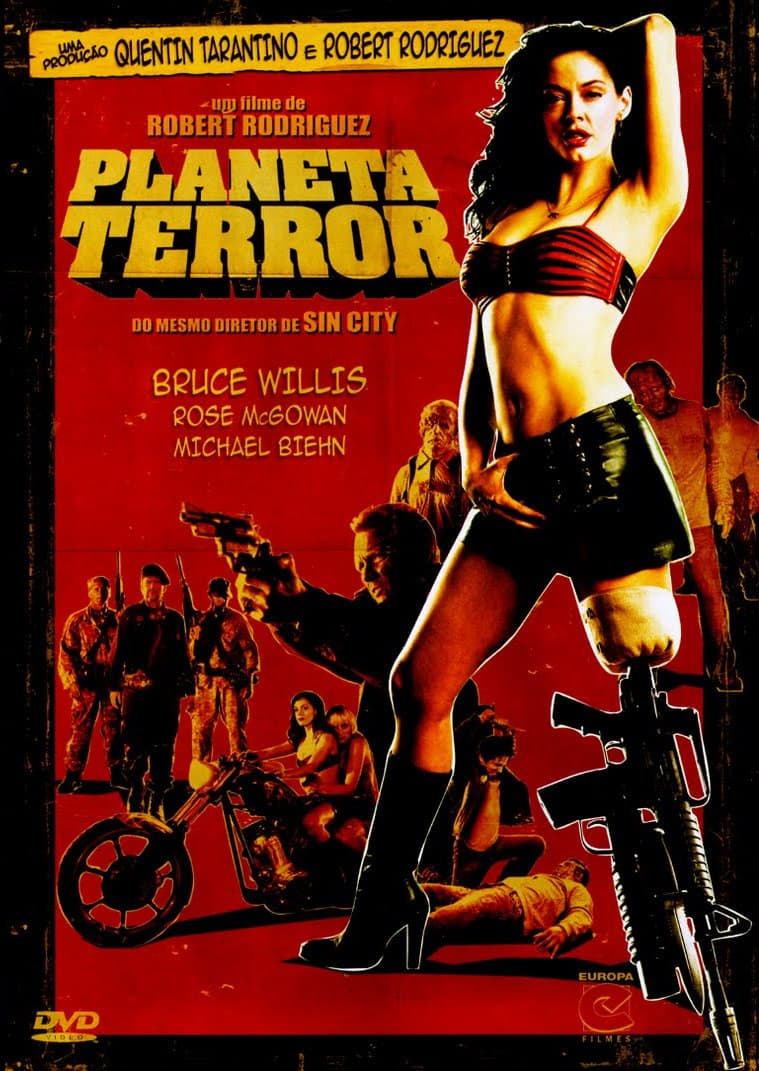 UMA PRODUÇÃO QUENTIN TARANTINO E ROBERT RODRIGUEZ
um filme de
ROBERT RODRIGUEZ
PLANETA
TERROR
DO MESMO DIRETOR DE SIN CITY
BRUCE WILLIS
ROSE McGOWAN
MICHAEL BIEHN
EUROPA
FILMES
DVD
VIDEO